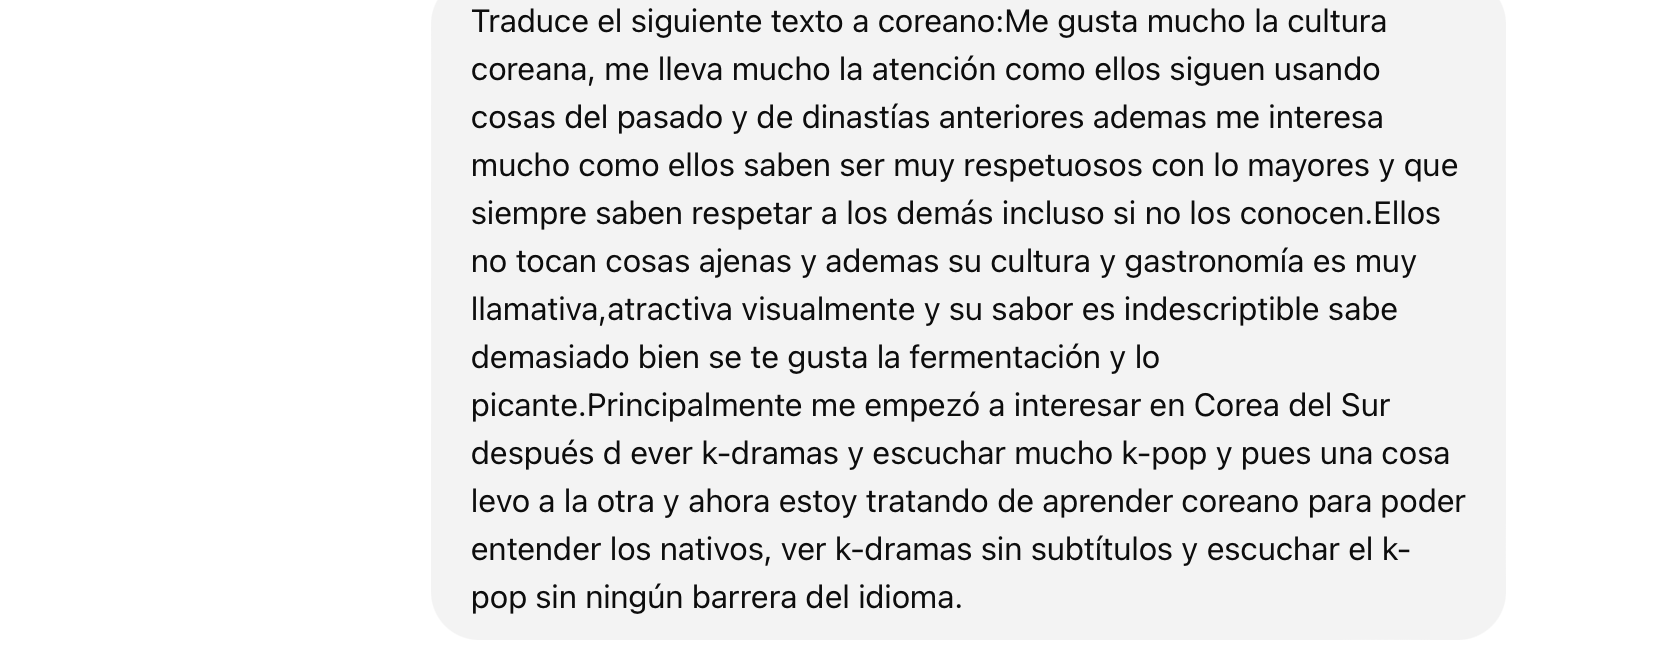 Traduce el siguiente texto a coreano:Me gusta mucho la cultura
coreana, me lleva mucho la atención como ellos siguen usando
cosas del pasado y de dinastías anteriores ademas me interesa
mucho como ellos saben ser muy respetuosos con lo mayores y que
siempre saben respetar a los demás incluso si no los conocen.Ellos
no tocan cosas ajenas y ademas su cultura y gastronomía es muy
llamativa,atractiva visualmente y su sabor es indescriptible sabe
demasiado bien se te gusta la fermentación y lo
picante.Principalmente me empezó a interesar en Corea del Sur
después d ever k-dramas y escuchar mucho k-pop y pues una cosa
levo a la otra y ahora estoy tratando de aprender coreano para poder
entender los nativos, ver k-dramas sin subtítulos y escuchar el k-
pop sin ningún barrera del idioma.